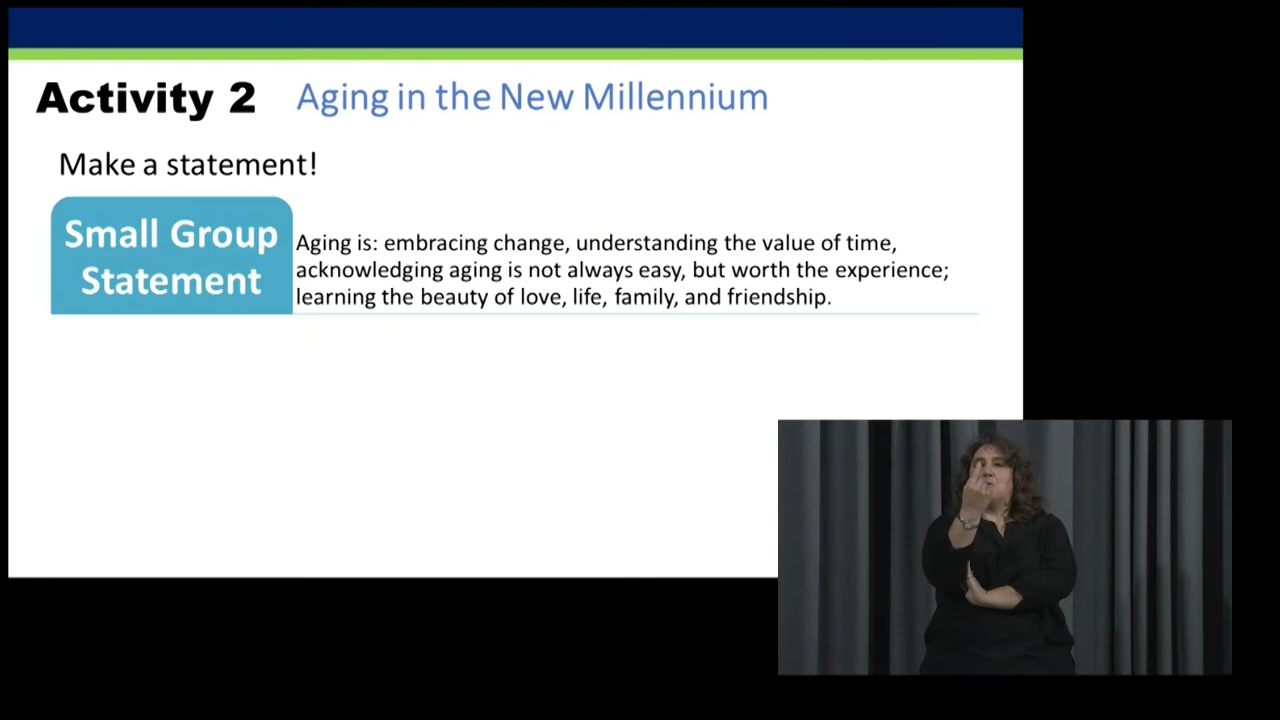 Activity 2 Aging in the New Millennium
Make a statement!
Small Group
Statement
Aging is: embracing change, understanding the value of time,
acknowledging aging is not always easy, but worth the experience;
learning the beauty of love, life, family, and friendship.